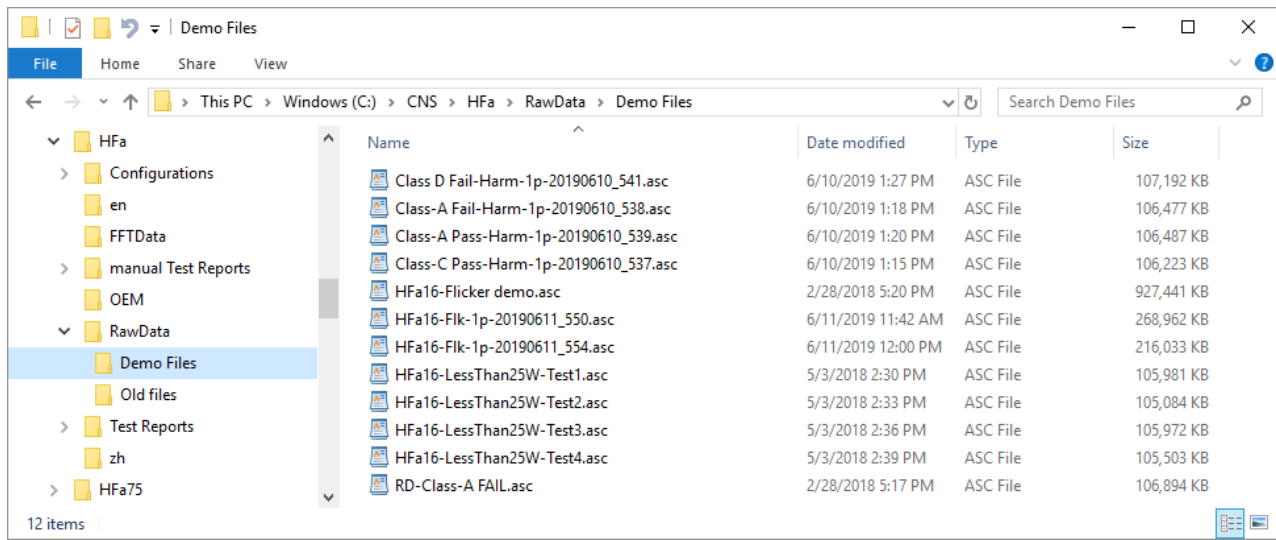 Demo Files
File Home Share View
This PC > Windows (C:) > CNS > HFa > RawData > Demo Files
Search Demo Files
HFa
Configurations
en
FFTData
manual Test Reports
OEM
RawData
Demo Files
Old files
Test Reports
zh
HFa75
Name Date modified Type Size
Class D Fail-Harm-1p-20190610_541.asc 6/10/2019 1:27 PM ASC File 107,192 KB
Class-A Fail-Harm-1p-20190610_538.asc 6/10/2019 1:18 PM ASC File 106,477 KB
Class-A Pass-Harm-1p-20190610_539.asc 6/10/2019 1:20 PM ASC File 106,487 KB
Class-C Pass-Harm-1p-20190610_537.asc 6/10/2019 1:15 PM ASC File 106,223 KB
HFa16-Flicker demo.asc 2/28/2018 5:20 PM ASC File 927,441 KB
HFa16-Flk-1p-20190611_550.asc 6/11/2019 11:42 AM ASC File 268,962 KB
HFa16-Flk-1p-20190611_554.asc 6/11/2019 12:00 PM ASC File 216,033 KB
HFa16-LessThan25W-Test1.asc 5/3/2018 2:30 PM ASC File 105,981 KB
HFa16-LessThan25W-Test2.asc 5/3/2018 2:33 PM ASC File 105,084 KB
HFa16-LessThan25W-Test3.asc 5/3/2018 2:36 PM ASC File 105,972 KB
HFa16-LessThan25W-Test4.asc 5/3/2018 2:39 PM ASC File 105,503 KB
RD-Class-A FAIL.asc 2/28/2018 5:17 PM ASC File 106,894 KB
12 items